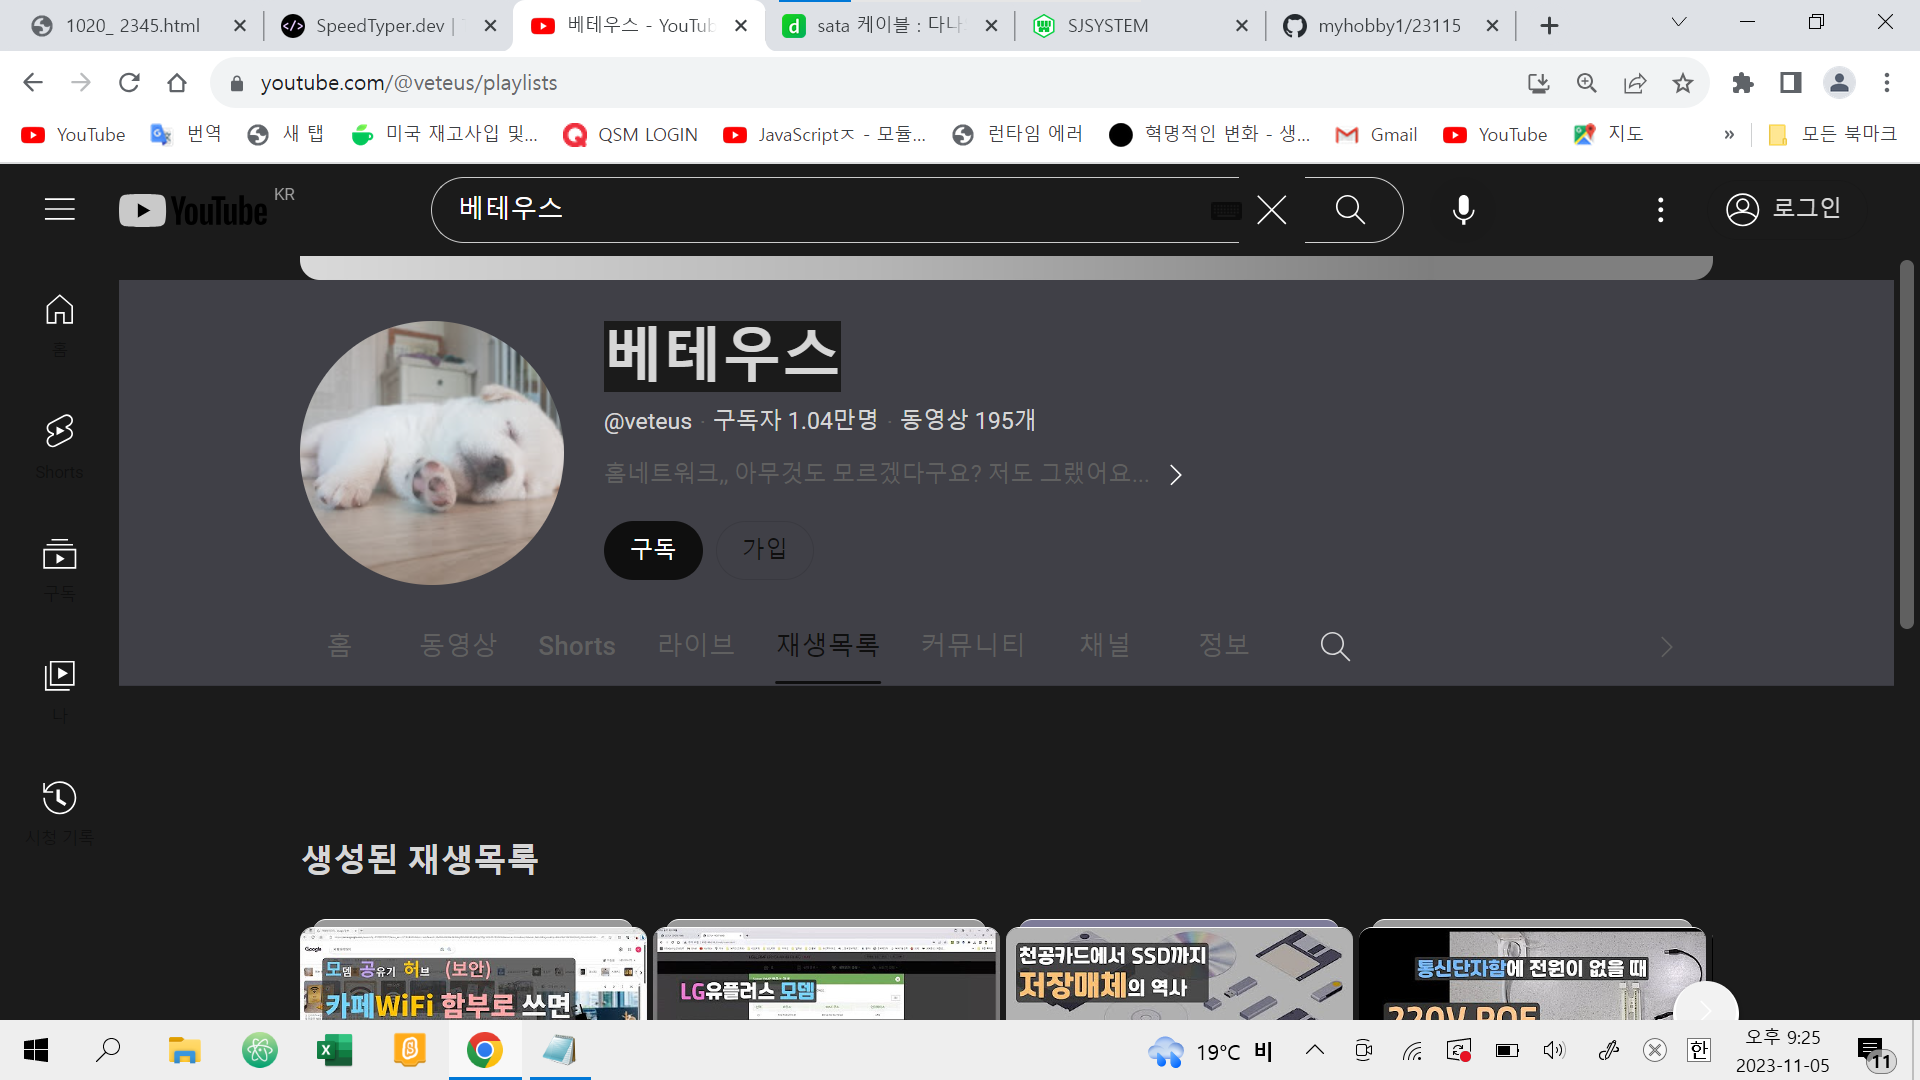 1020_ 2345.html
SpeedTyper.dev |
베테우스 - YouTub
sata 케이블 : 다나
SJSYSTEM
myhobby1/23115
youtube.com/@veteus/playlists
YouTube
번역
새 탭
미국 재고사입 및...
QSM LOGIN
JavaScriptㅈ - 모듈...
런타임 에러
혁명적인 변화 - 생...
Gmail
YouTube
지도
»
모든 북마크
YouTube KR
베테우스
로그인
홈
Shorts
구독
나
시청 기록
베테우스
@veteus · 구독자 1.04만명 · 동영상 195개
홈네트워크,, 아무것도 모르겠다구요? 저도 그랬어요...
구독
가입
홈
동영상
Shorts
라이브
재생목록
커뮤니티
채널
정보
생성된 재생목록
모뎀 공유기 허브 (보안)
카페WiFi 함부로 쓰면
LG유플러스 모뎀
천공카드에서 SSD까지
저장매체의 역사
통신단자함에 전원이 없을 때
220V POE
19°C 비
한
오후 9:25
2023-11-05
11